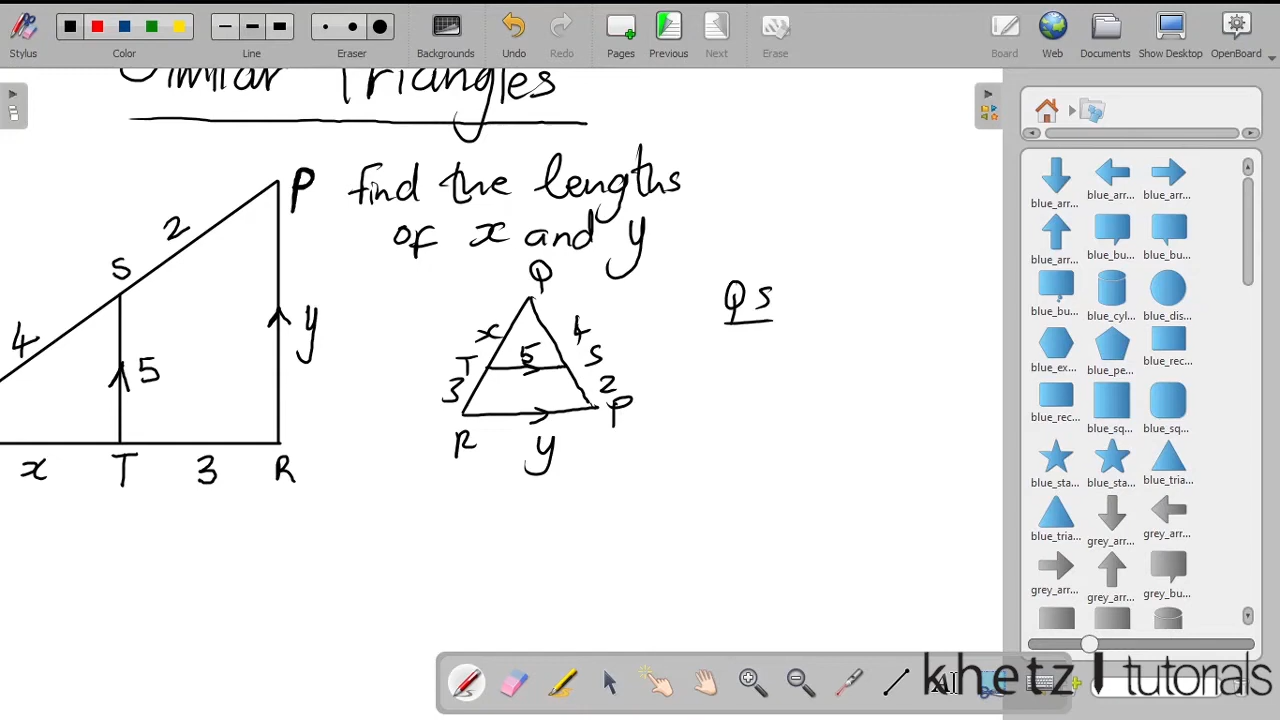 Stylus
Color
Line
Eraser
Backgrounds
Undo
Redo
Pages
Previous
Next
Erase
Board
Web
Documents
Show Desktop
OpenBoard
Similar Triangles
find the lengths
of x and y
P
2
S
4
5
y
x
T
3
R
Q
x
4
T
5
S
3
2
R
P
y
QS
blue_arr...
blue_arr...
blue_arr...
blue_arr...
blue_bu...
blue_bu...
blue_bu...
blue_cyl...
blue_dis...
blue_ex...
blue_pe...
blue_rec...
blue_rec...
blue_sq...
blue_sq...
blue_sta...
blue_sta...
blue_tria...
blue_tria...
grey_arr...
grey_arr...
grey_arr...
grey_arr...
grey_bu...
khetz tutorials